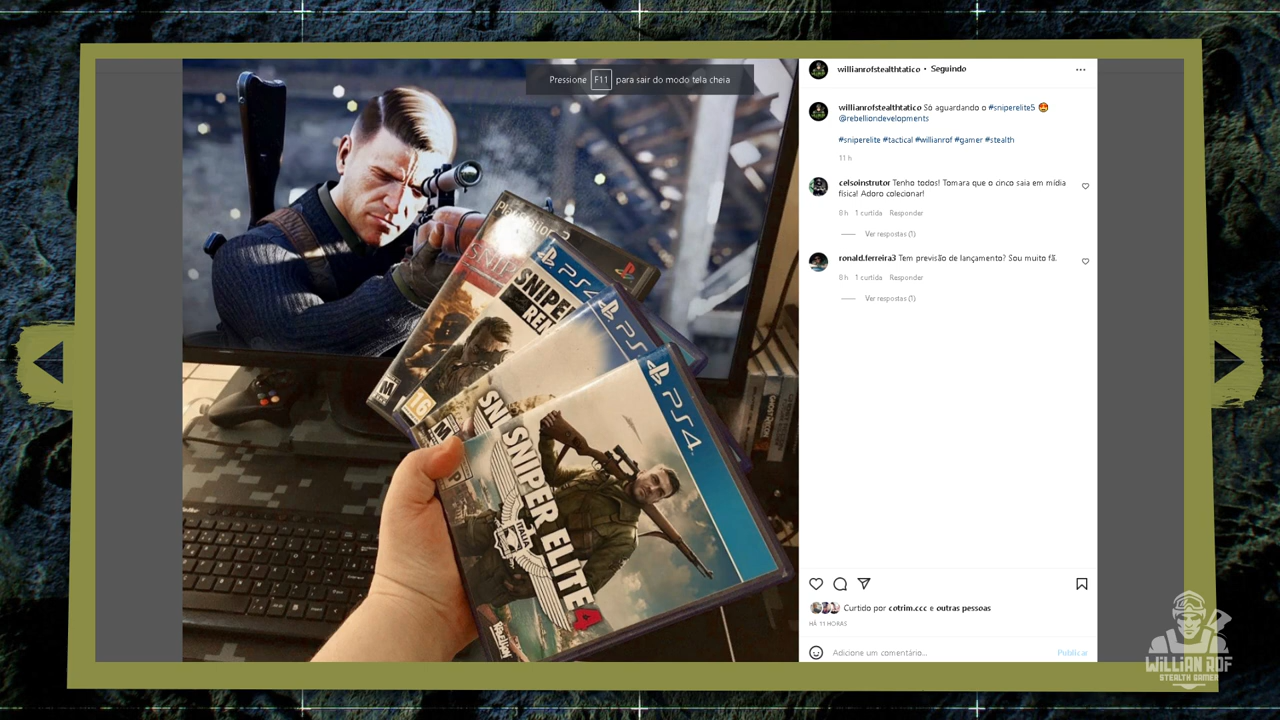 Pressione F11 para sair do modo tela cheia
willianrofstealthtatico • Seguindo
willianrofstealthtatico Só aguardando o #sniperelite5 🤩
@rebelliondevelopments
#sniperelite #tactical #willianrof #gamer #stealth
11 h
celsoinstrutor Tenho todos! Tomara que o cinco saia em mídia
física! Adoro colecionar!
8 h 1 curtida Responder
Ver respostas (1)
ronald.ferreira3 Tem previsão de lançamento? Sou muito fã.
8 h 1 curtida Responder
Ver respostas (1)
Curtido por cotrim.ccc e outras pessoas
HÁ 11 HORAS
Adicione um comentário...
Publicar
PlayStation 2
SNIPER
PS4
PS4
PS4
M
16
M
SNIPER ELITE 4
ITALIA
REBELLION
WILLIAN ROF
STEALTH GAMER